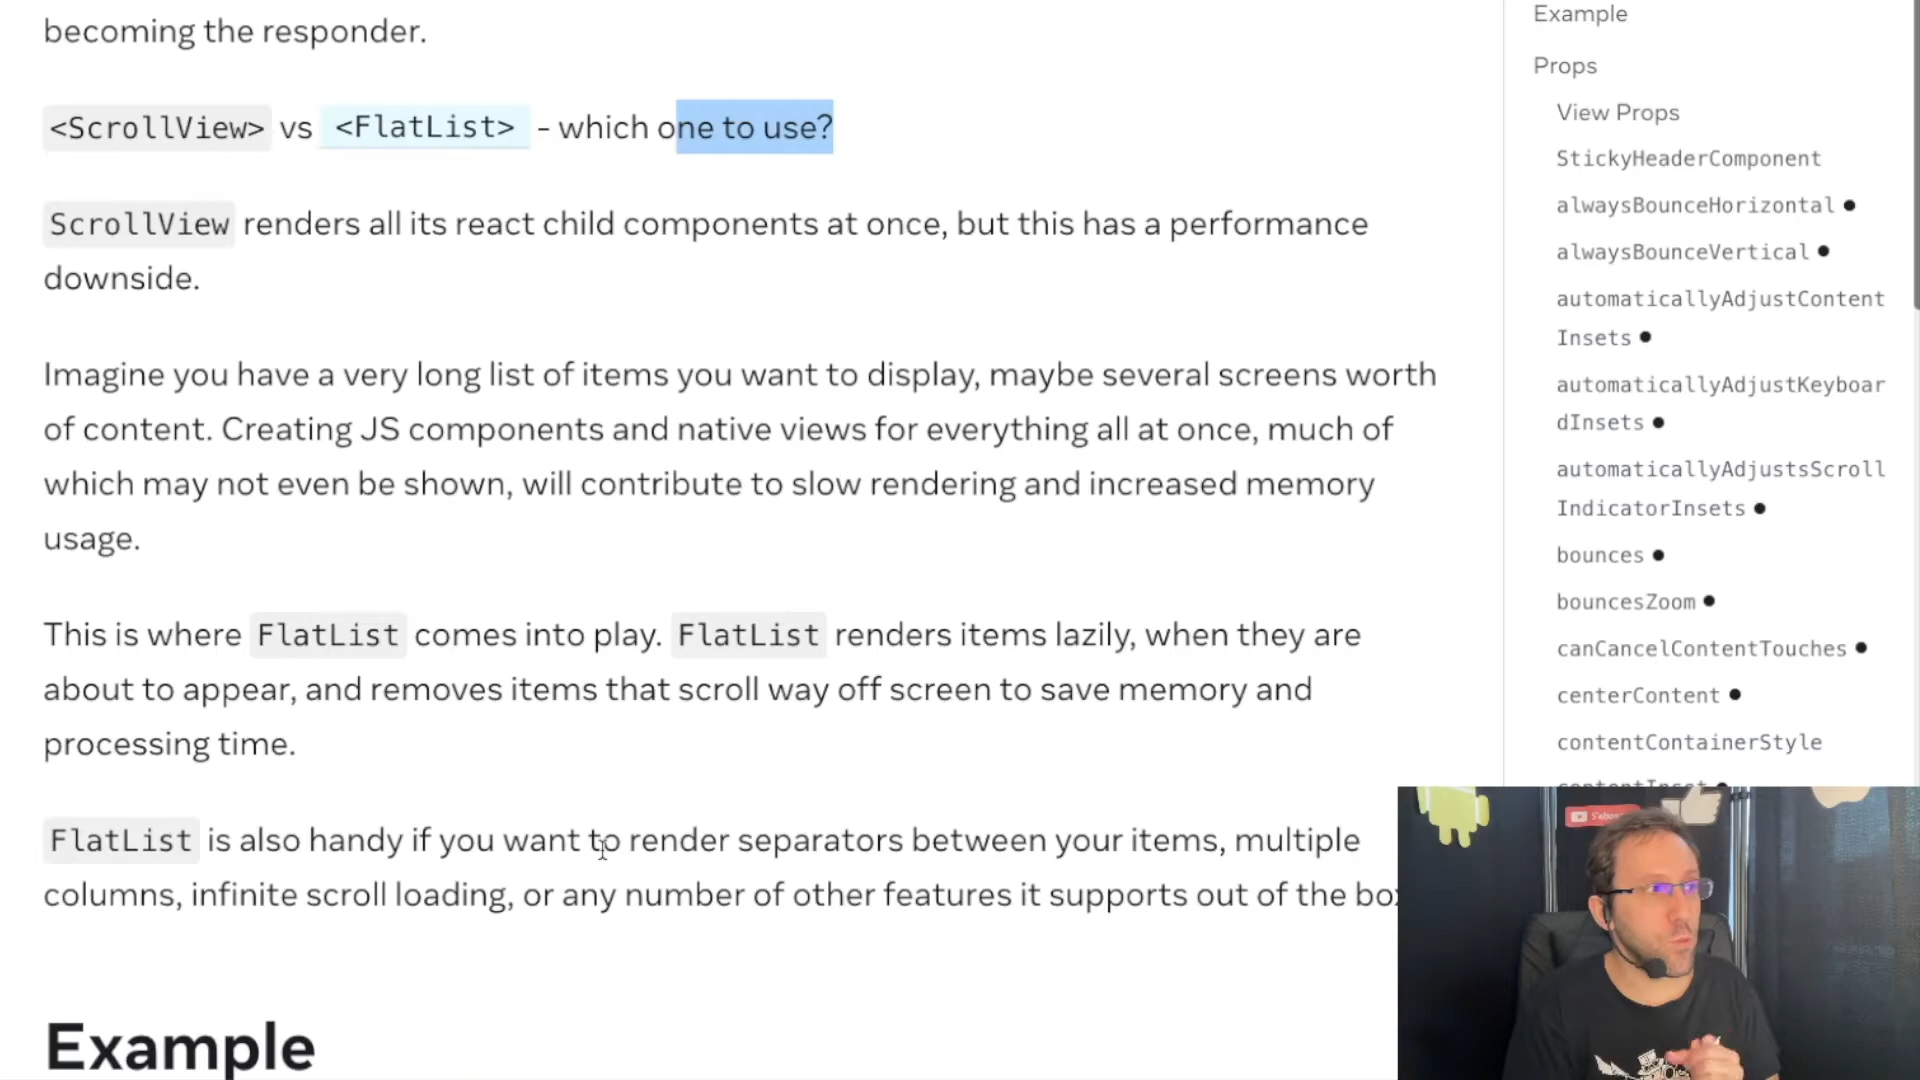 becoming the responder.
<ScrollView> vs <FlatList> - which one to use?
ScrollView renders all its react child components at once, but this has a performance
downside.
Imagine you have a very long list of items you want to display, maybe several screens worth
of content. Creating JS components and native views for everything all at once, much of
which may not even be shown, will contribute to slow rendering and increased memory
usage.
This is where FlatList comes into play. FlatList renders items lazily, when they are
about to appear, and removes items that scroll way off screen to save memory and
processing time.
FlatList is also handy if you want to render separators between your items, multiple
columns, infinite scroll loading, or any number of other features it supports out of the box
Example
Example
Props
View Props
StickyHeaderComponent
alwaysBounceHorizontal
alwaysBounceVertical
automaticallyAdjustContent
Insets
automaticallyAdjustKeyboar
dInsets
automaticallyAdjustsScroll
IndicatorInsets
bounces
bouncesZoom
canCancelContentTouches
centerContent
contentContainerStyle
contentInset